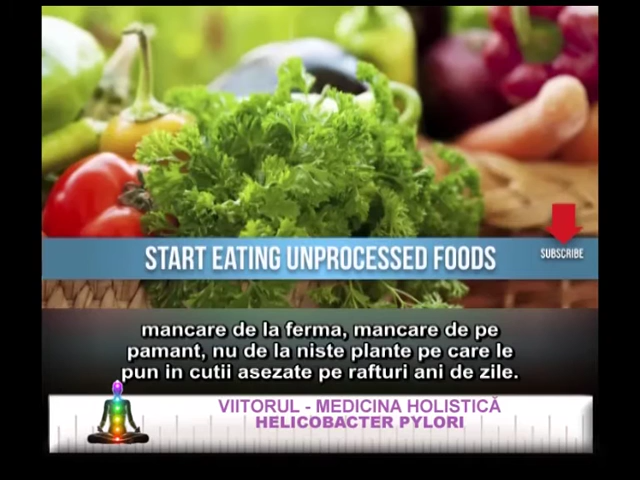 START EATING UNPROCESSED FOODS
SUBSCRIBE
mancare de la ferma, mancare de pe
pamant, nu de la niste plante pe care le
pun in cutii asezate pe rafturi ani de zile.
VIITORUL - MEDICINA HOLISTICĂ
HELICOBACTER PYLORI